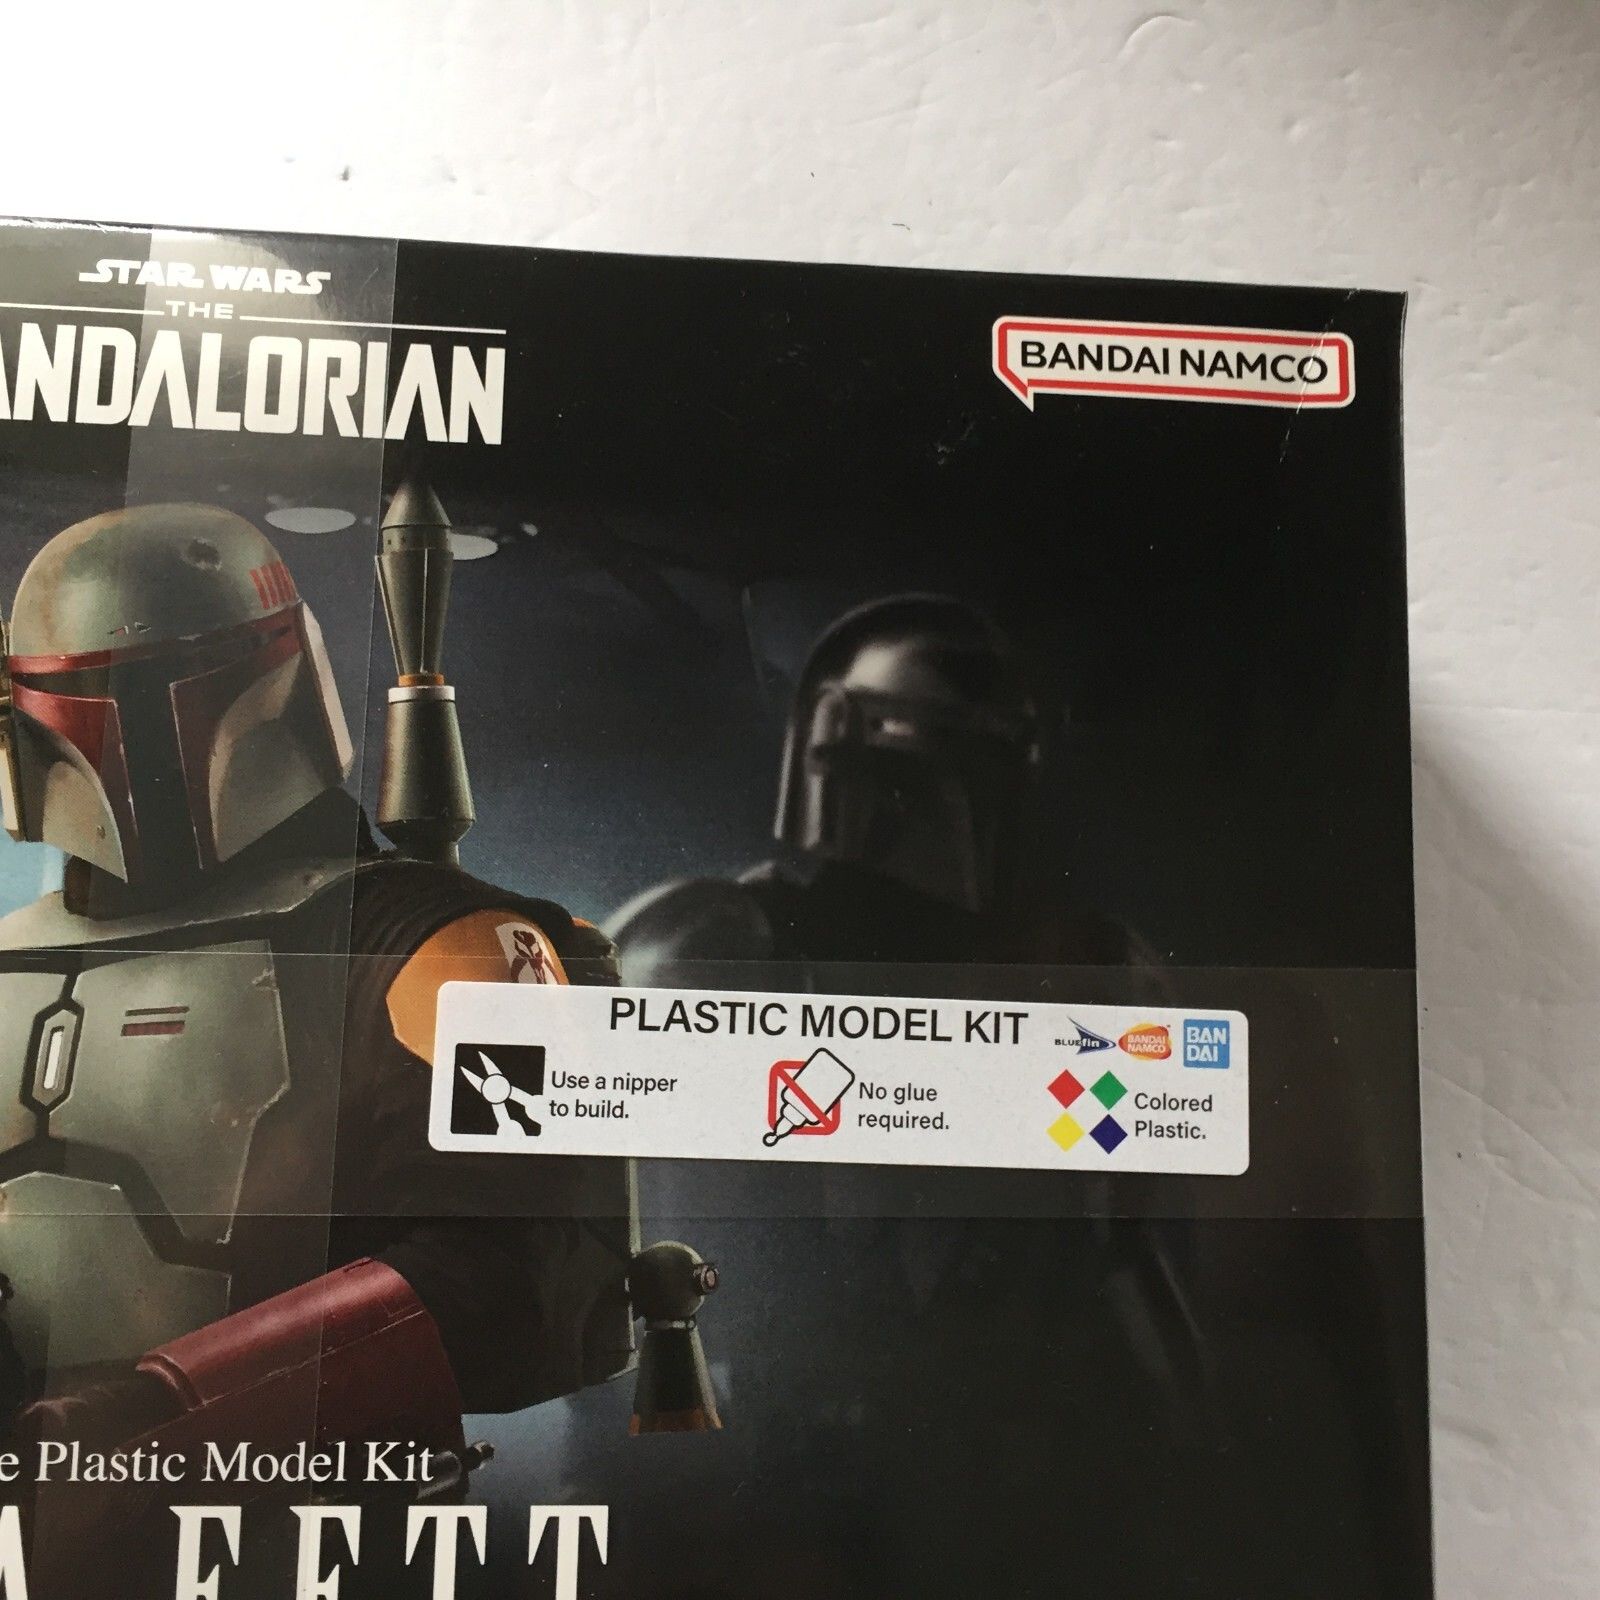 STAR WARS
THE
ANDALORIAN
BANDAI NAMCO
PLASTIC MODEL KIT
BLUEfin
BANDAI
NAMCO
BAN
DAI
Use a nipper
to build.
No glue
required.
Colored
Plastic.
e Plastic Model Kit
A FETT